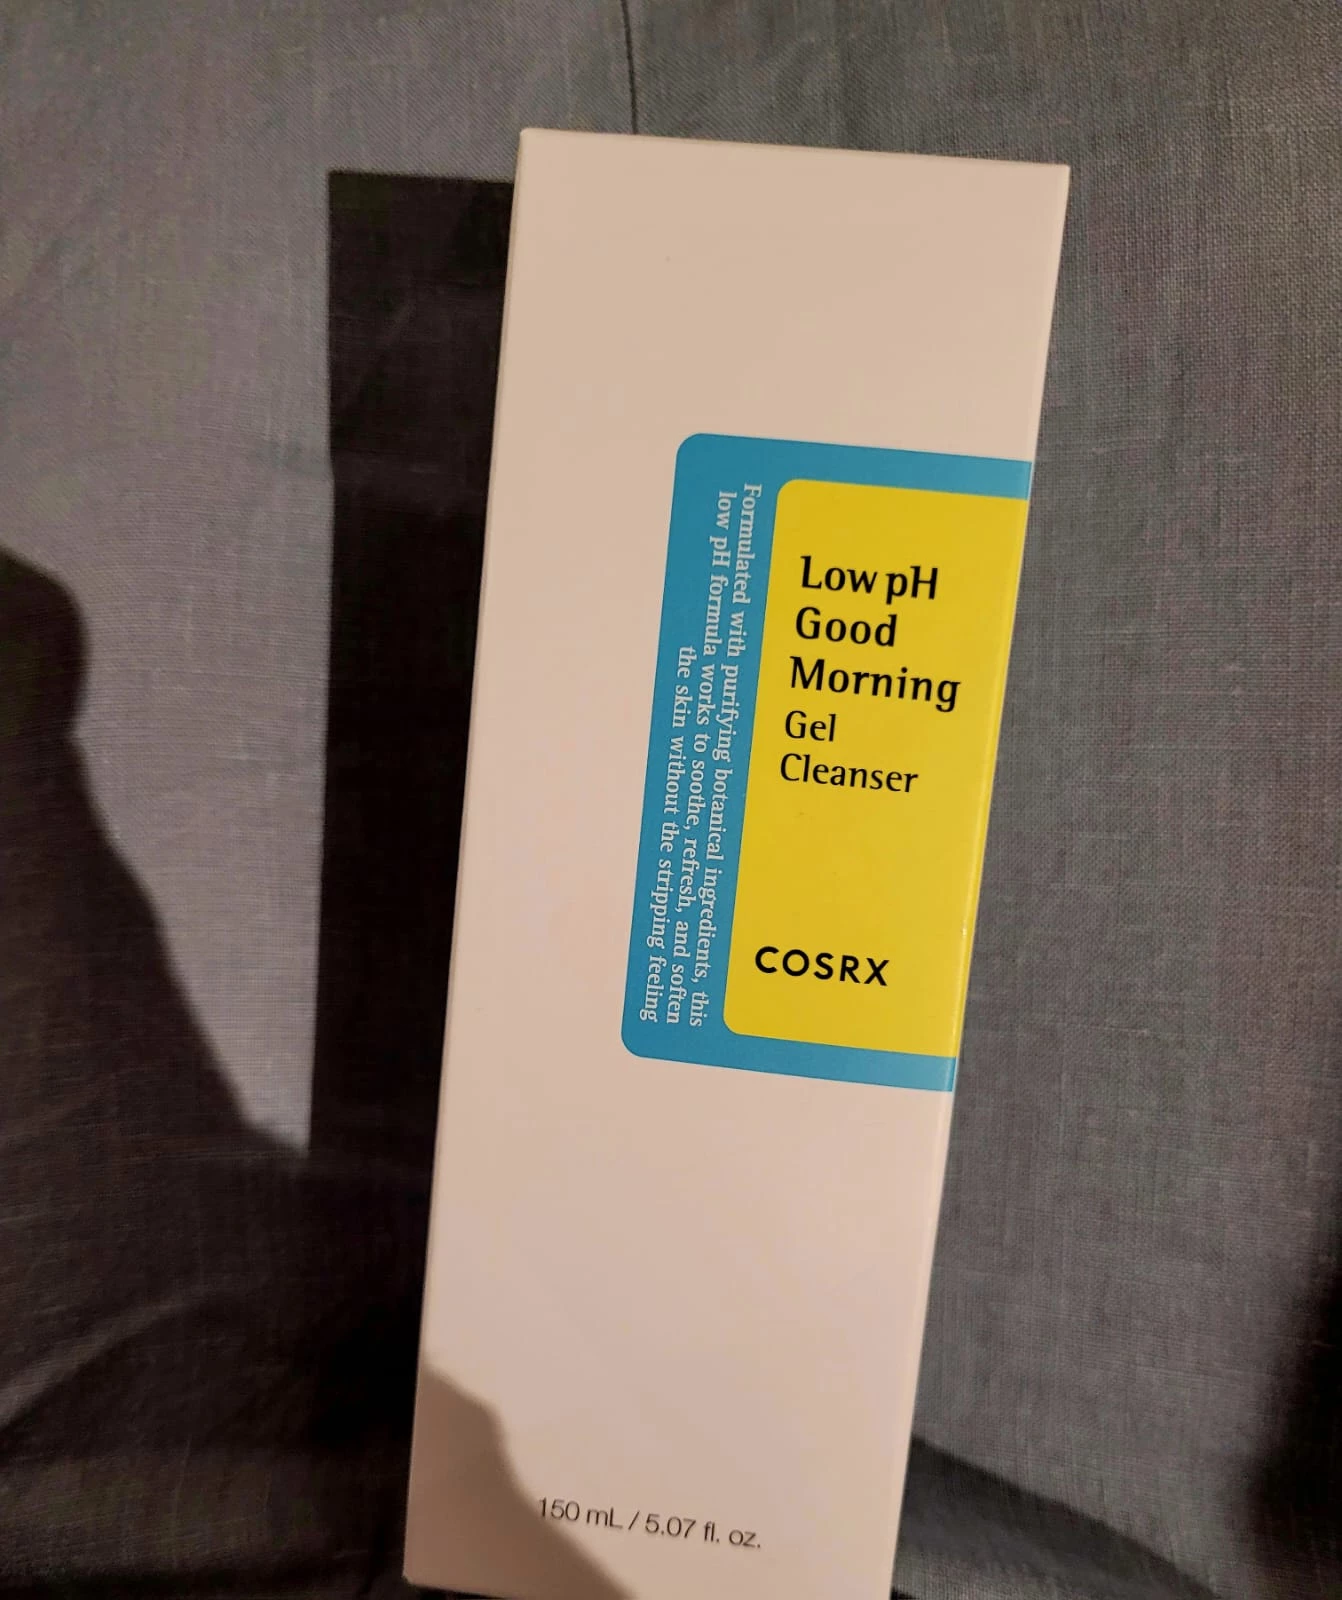 Low pH
Good
Morning
Gel
Cleanser
COSRX
Formulated with purifying botanical ingredients, this
low pH formula works to soothe, refresh, and soften
the skin without the stripping feeling
150 mL / 5.07 fl. oz.